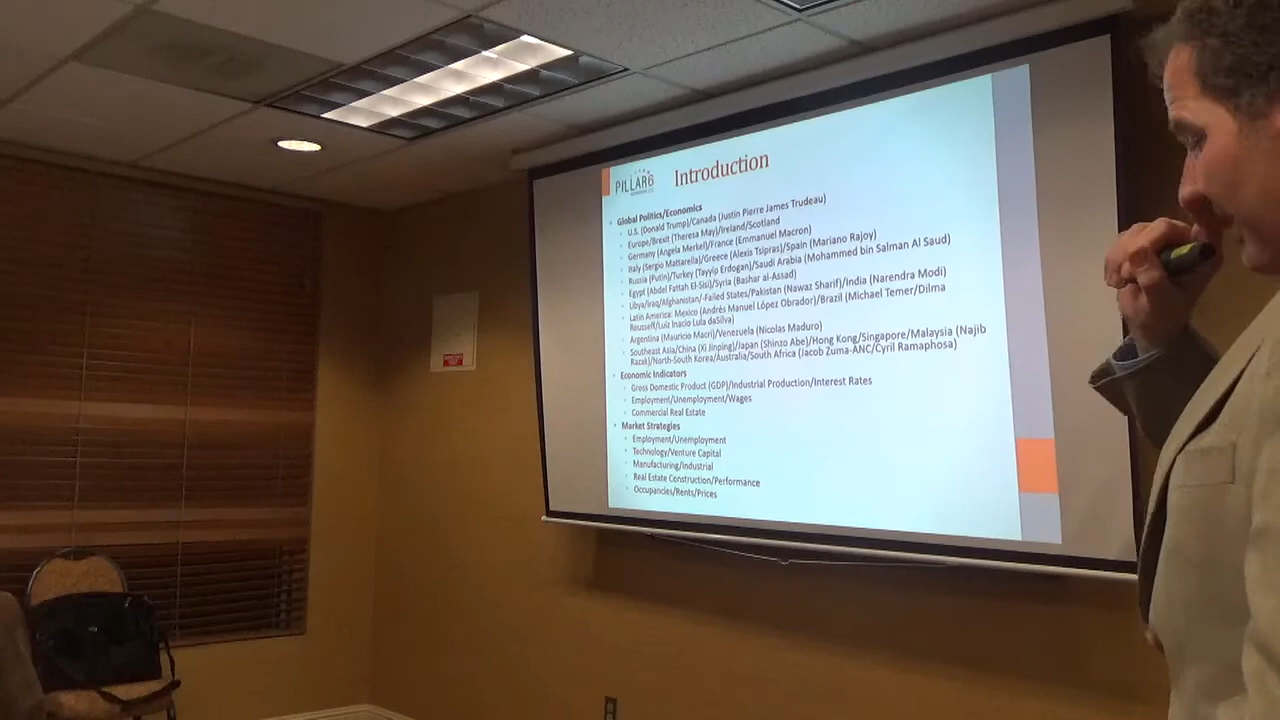 PILLAR6
Introduction
Global Politics/Economics
U.S. (Donald Trump)/Canada (Justin Pierre James Trudeau)
Europe/Brexit (Theresa May)/Ireland/Scotland
Germany (Angela Merkel)/France (Emmanuel Macron)
Italy (Sergio Mattarella)/Greece (Alexis Tsipras)/Spain (Mariano Rajoy)
Russia (Putin)/Turkey (Tayyip Erdogan)/Saudi Arabia (Mohammed bin Salman Al Saud)
Egypt (Abdel Fattah El-Sisi)/Syria (Bashar al-Assad)
Libya/Iraq/Afghanistan/-Failed States/Pakistan (Nawaz Sharif)/India (Narendra Modi)
Latin America: Mexico (Andrés Manuel López Obrador)/Brazil (Michael Temer/Dilma
Rousseff/Luiz Inacio Lula daSilva)
Argentina (Mauricio Macri)/Venezuela (Nicolas Maduro)
Southeast Asia/China (Xi Jinping)/Japan (Shinzo Abe)/Hong Kong/Singapore/Malaysia (Najib
Razak)/North-South Korea/Australia/South Africa (Jacob Zuma-ANC/Cyril Ramaphosa)
Economic Indicators
Gross Domestic Product (GDP)/Industrial Production/Interest Rates
Employment/Unemployment/Wages
Commercial Real Estate
Market Strategies
Employment/Unemployment
Technology/Venture Capital
Manufacturing/Industrial
Real Estate Construction/Performance
Occupancies/Rents/Prices